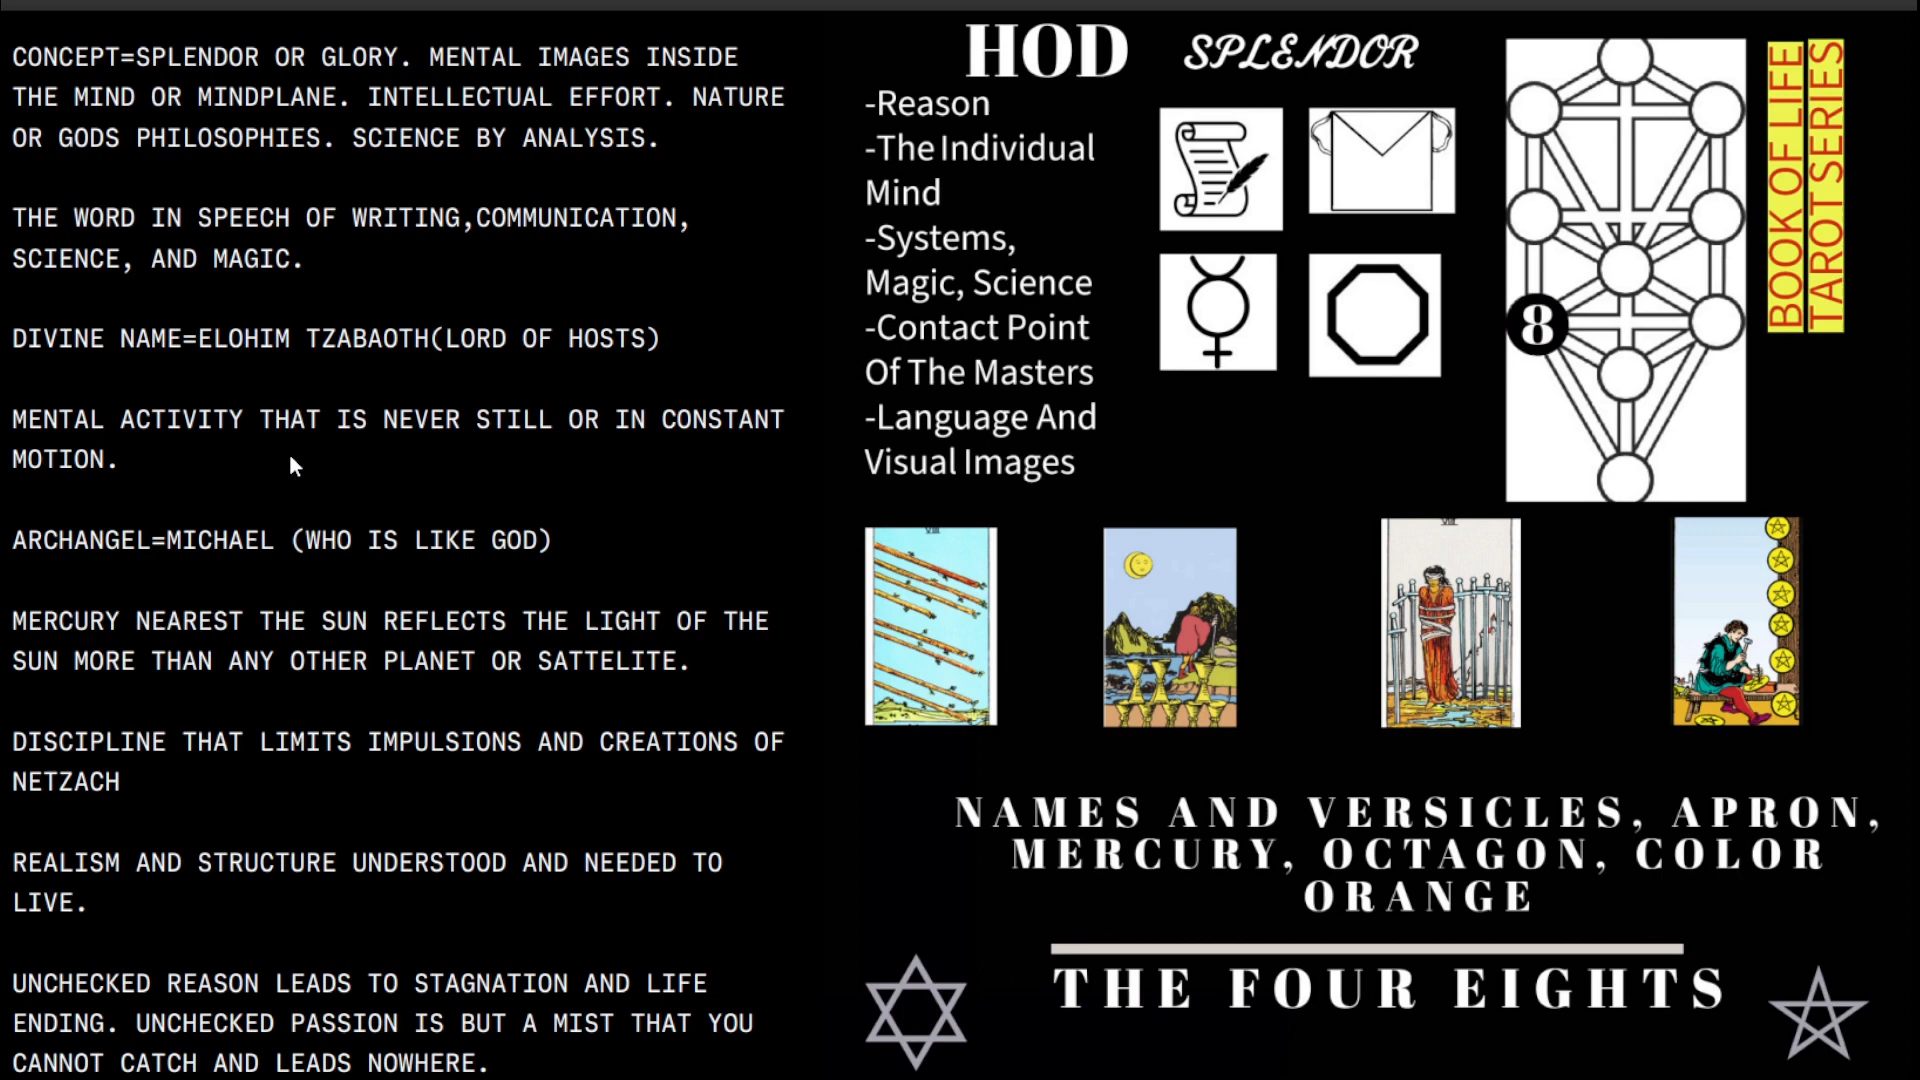 CONCEPT=SPLENDOR OR GLORY. MENTAL IMAGES INSIDE
THE MIND OR MINDPLANE. INTELLECTUAL EFFORT. NATURE
OR GODS PHILOSOPHIES. SCIENCE BY ANALYSIS.
THE WORD IN SPEECH OF WRITING,COMMUNICATION,
SCIENCE, AND MAGIC.
DIVINE NAME=ELOHIM TZABAOTH(LORD OF HOSTS)
MENTAL ACTIVITY THAT IS NEVER STILL OR IN CONSTANT
MOTION.
ARCHANGEL=MICHAEL (WHO IS LIKE GOD)
MERCURY NEAREST THE SUN REFLECTS THE LIGHT OF THE
SUN MORE THAN ANY OTHER PLANET OR SATTELITE.
DISCIPLINE THAT LIMITS IMPULSIONS AND CREATIONS OF
NETZACH
REALISM AND STRUCTURE UNDERSTOOD AND NEEDED TO
LIVE.
UNCHECKED REASON LEADS TO STAGNATION AND LIFE
ENDING. UNCHECKED PASSION IS BUT A MIST THAT YOU
CANNOT CATCH AND LEADS NOWHERE.
HOD
SPLENDOR
-Reason
-The Individual
Mind
-Systems,
Magic, Science
-Contact Point
Of The Masters
-Language And
Visual Images
8
BOOK OF LIFE
TAROT SERIES
VIII
NAMES AND VERSICLES, APRON,
MERCURY, OCTAGON, COLOR
ORANGE
THE FOUR EIGHTS